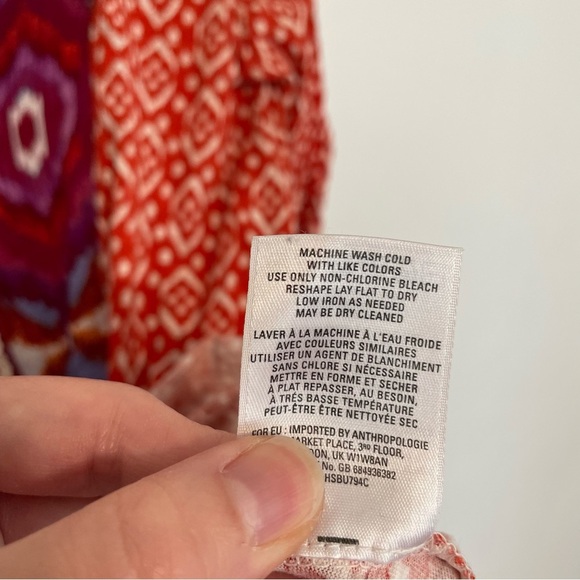 MACHINE WASH COLD
WITH LIKE COLORS
USE ONLY NON-CHLORINE BLEACH
RESHAPE LAY FLAT TO DRY
LOW IRON AS NEEDED
MAY BE DRY CLEANED
LAVER À LA MACHINE À L'EAU FROIDE
AVEC COULEURS SIMILAIRES
UTILISER UN AGENT DE BLANCHIMENT
SANS CHLORE SI NÉCESSAIRE
METTRE EN FORME ET SECHER
À PLAT REPASSER, AU BESOIN,
À TRÉS BASSE TEMPÉRATURE
PEUT-ÊTRE ÊTRE NETTOYÉE SEC
FOR EU : IMPORTED BY ANTHROPOLOGIE
MARKET PLACE, 3RD FLOOR,
UK W1W8AN
No. GB 684936382
HSBU794C